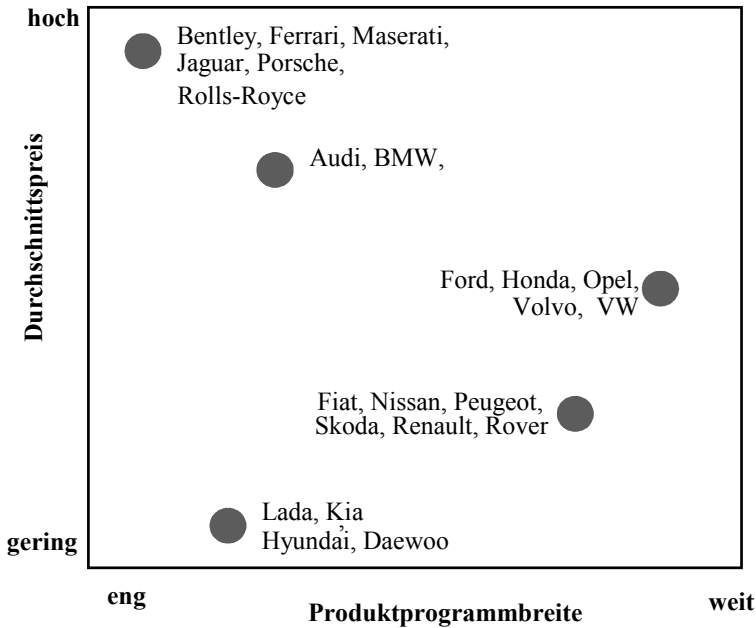 hoch
Bentley, Ferrari, Maserati,
Jaguar, Porsche,
Rolls-Royce
Audi, BMW,
Durchschnittspreis
Ford, Honda, Opel,
Volvo, VW
Fiat, Nissan, Peugeot,
Skoda, Renault, Rover
Lada, Kia,
Hyundai, Daewoo
gering
eng
weit
Produktprogrammbreite